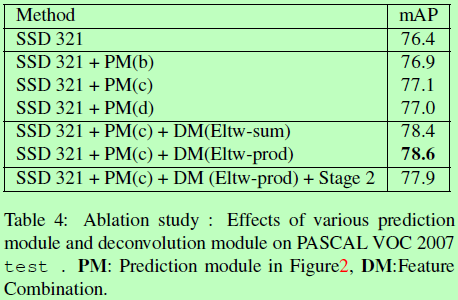 Method mAP
SSD 321 76.4
SSD 321 + PM(b) 76.9
SSD 321 + PM(c) 77.1
SSD 321 + PM(d) 77.0
SSD 321 + PM(c) + DM(Eltw-sum) 78.4
SSD 321 + PM(c) + DM(Eltw-prod) 78.6
SSD 321 + PM(c) + DM (Eltw-prod) + Stage 2 77.9
Table 4: Ablation study : Effects of various prediction
module and deconvolution module on PASCAL VOC 2007
test . PM: Prediction module in Figure2, DM:Feature
Combination.